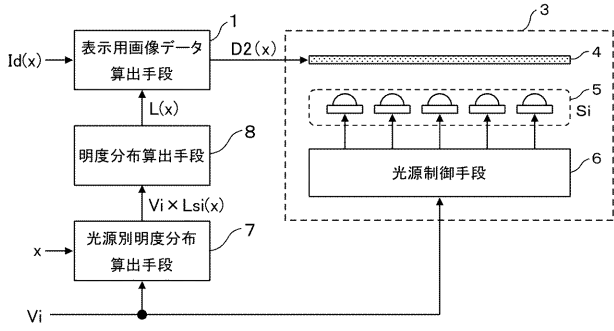 1
3
表示用画像データ
算出手段
Id(x)
D2(x)
4
L(x)
5
Si
8
明度分布算出手段
6
光源制御手段
Vi×Lsi(x)
7
光源別明度分布
算出手段
x
Vi